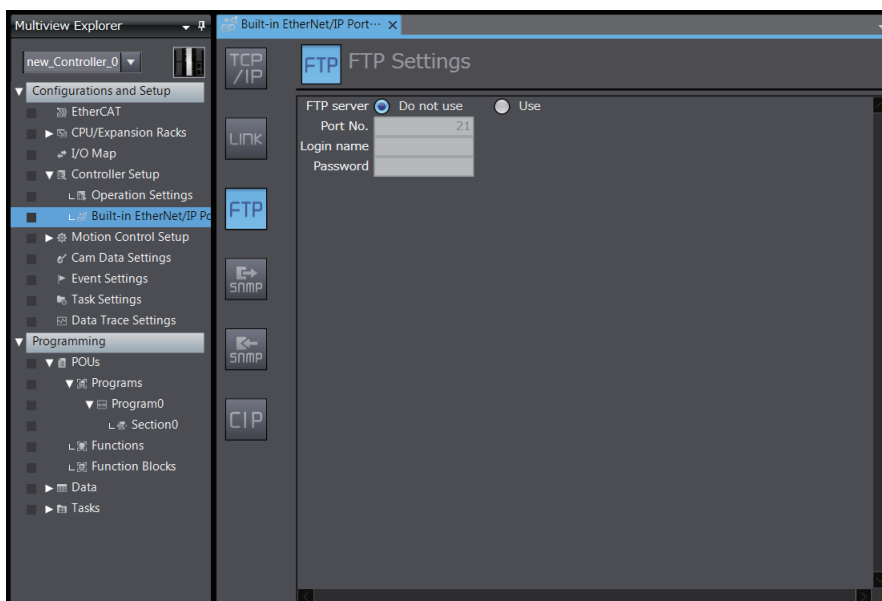 Multiview Explorer
new_Controller_0
Configurations and Setup
EtherCAT
CPU/Expansion Racks
I/O Map
Controller Setup
Operation Settings
Built-in EtherNet/IP Po
Motion Control Setup
Cam Data Settings
Event Settings
Task Settings
Data Trace Settings
Programming
POUs
Programs
Program0
Section0
Functions
Function Blocks
Data
Tasks
Built-in EtherNet/IP Port···
TCP
/IP
LINK
FTP
SNMP
SNMP
CIP
FTP
FTP Settings
FTP server Do not use Use
Port No. 21
Login name
Password